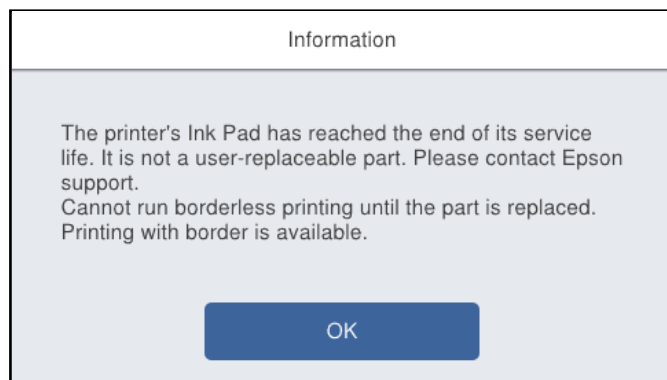 Information
The printer's Ink Pad has reached the end of its service
life. It is not a user-replaceable part. Please contact Epson
support.
Cannot run borderless printing until the part is replaced.
Printing with border is available.
OK